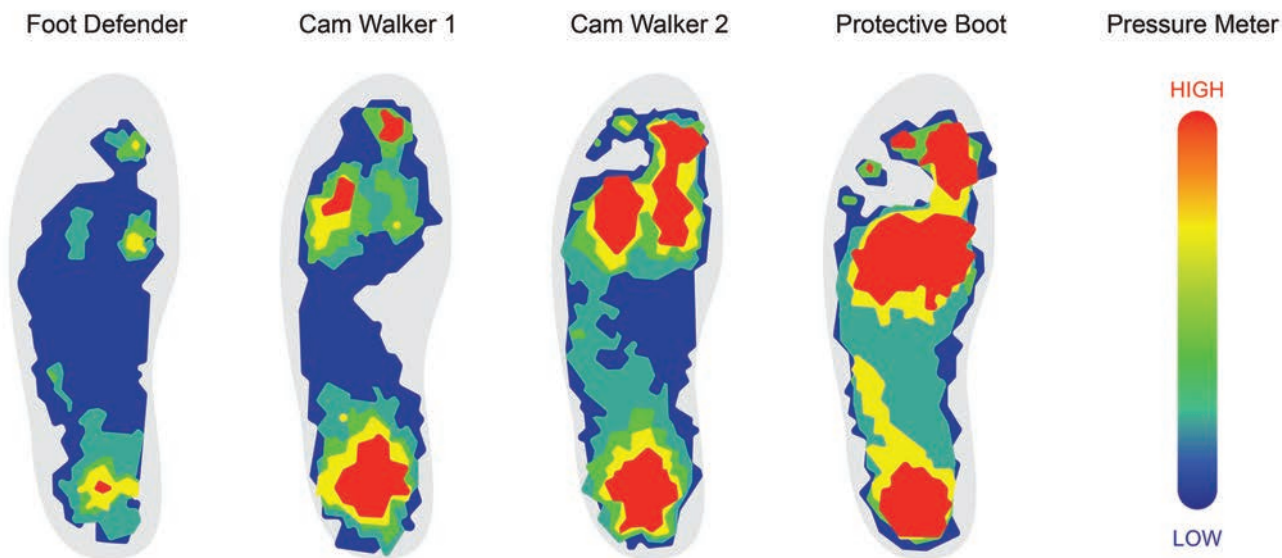 Foot Defender
Cam Walker 1
Cam Walker 2
Protective Boot
Pressure Meter
HIGH
LOW